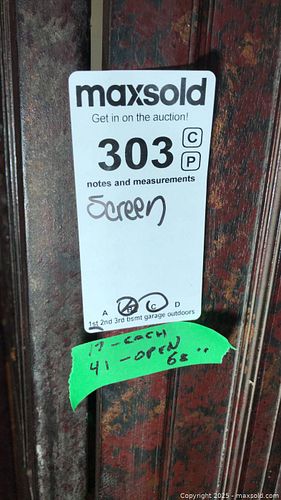 maxsold
Get in on the auction!
303 C
P
notes and measurements
Screen
A B C D
1st 2nd 3rd bsmt garage outdoors
17 - EACH
41 - OPEN
68"
Copyright 2025 - maxsold.com